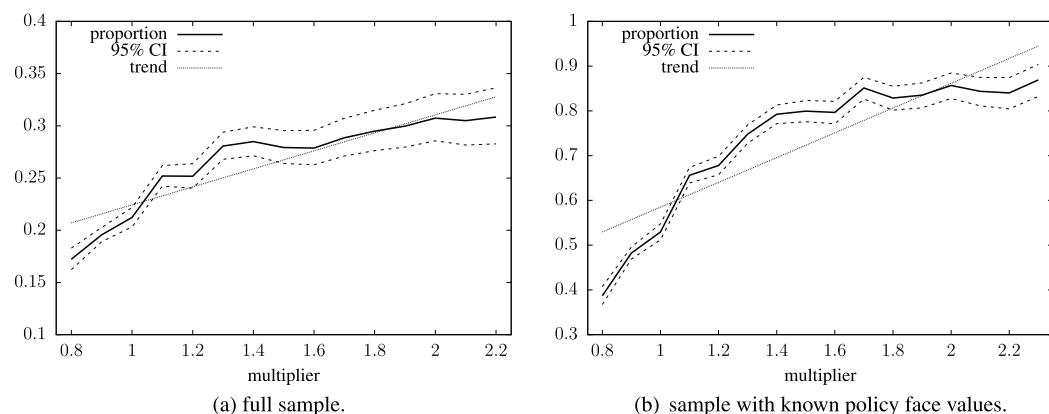 proportion
95% CI
trend
0.4
0.35
0.3
0.25
0.2
0.15
0.1
0.8 1 1.2 1.4 1.6 1.8 2 2.2
multiplier
(a) full sample.
proportion
95% CI
trend
1
0.9
0.8
0.7
0.6
0.5
0.4
0.3
0.8 1 1.2 1.4 1.6 1.8 2 2.2
multiplier
(b) sample with known policy face values.